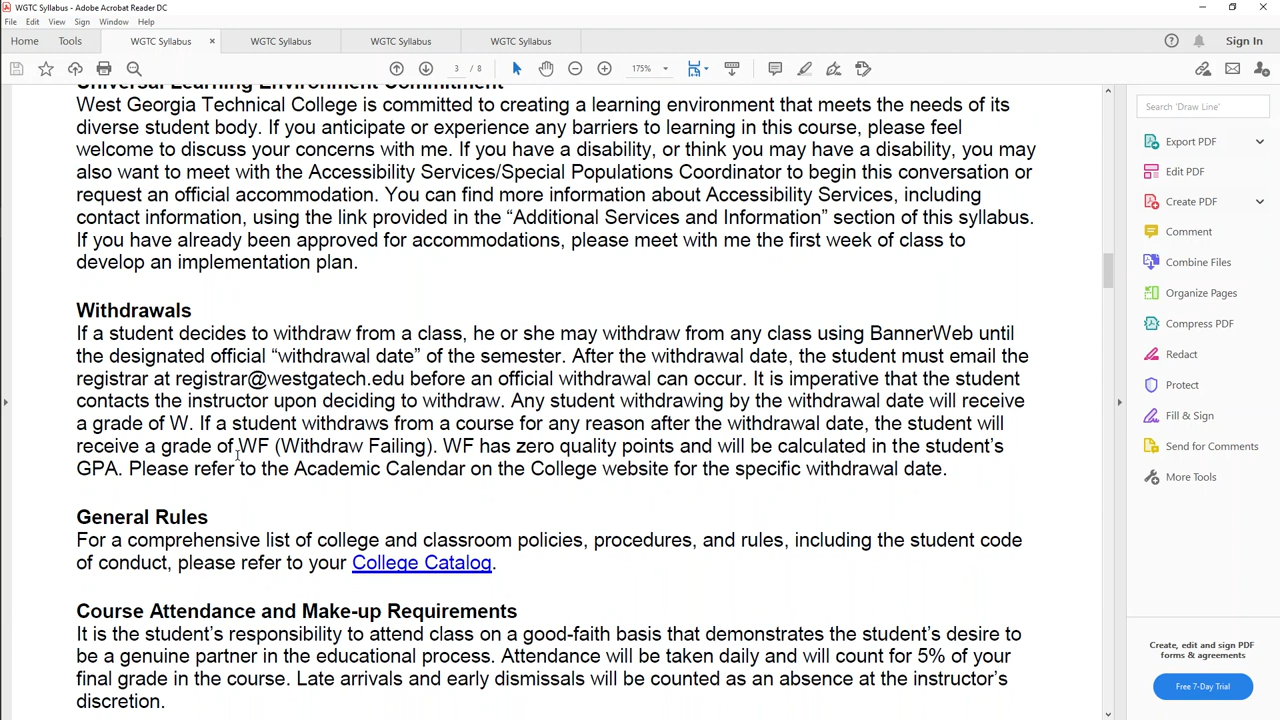 WGTC Syllabus - Adobe Acrobat Reader DC
File Edit View Sign Window Help
Home Tools WGTC Syllabus × WGTC Syllabus WGTC Syllabus WGTC Syllabus Sign In
3 / 8 175%
Universal Learning Environment Commitment
West Georgia Technical College is committed to creating a learning environment that meets the needs of its
diverse student body. If you anticipate or experience any barriers to learning in this course, please feel
welcome to discuss your concerns with me. If you have a disability, or think you may have a disability, you may
also want to meet with the Accessibility Services/Special Populations Coordinator to begin this conversation or
request an official accommodation. You can find more information about Accessibility Services, including
contact information, using the link provided in the “Additional Services and Information” section of this syllabus.
If you have already been approved for accommodations, please meet with me the first week of class to
develop an implementation plan.
Withdrawals
If a student decides to withdraw from a class, he or she may withdraw from any class using BannerWeb until
the designated official “withdrawal date” of the semester. After the withdrawal date, the student must email the
registrar at registrar@westgatech.edu before an official withdrawal can occur. It is imperative that the student
contacts the instructor upon deciding to withdraw. Any student withdrawing by the withdrawal date will receive
a grade of W. If a student withdraws from a course for any reason after the withdrawal date, the student will
receive a grade of WF (Withdraw Failing). WF has zero quality points and will be calculated in the student’s
GPA. Please refer to the Academic Calendar on the College website for the specific withdrawal date.
General Rules
For a comprehensive list of college and classroom policies, procedures, and rules, including the student code
of conduct, please refer to your College Catalog.
Course Attendance and Make-up Requirements
It is the student’s responsibility to attend class on a good-faith basis that demonstrates the student’s desire to
be a genuine partner in the educational process. Attendance will be taken daily and will count for 5% of your
final grade in the course. Late arrivals and early dismissals will be counted as an absence at the instructor’s
discretion.
Search 'Draw Line'
Export PDF
Edit PDF
Create PDF
Comment
Combine Files
Organize Pages
Compress PDF
Redact
Protect
Fill & Sign
Send for Comments
More Tools
Create, edit and sign PDF
forms & agreements
Free 7-Day Trial